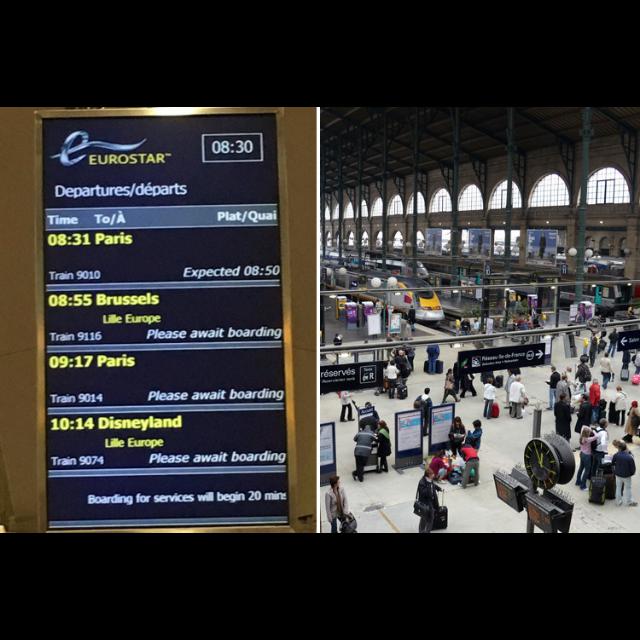 EUROSTAR™
08:30
Departures/départs
Time To/À Plat/Quai
08:31 Paris
Train 9010 Expected 08:50
08:55 Brussels
Lille Europe
Train 9116 Please await boarding
09:17 Paris
Train 9014 Please await boarding
10:14 Disneyland
Lille Europe
Train 9074 Please await boarding
Boarding for services will begin 20 mins
réservés
Réseau Ile-de-France